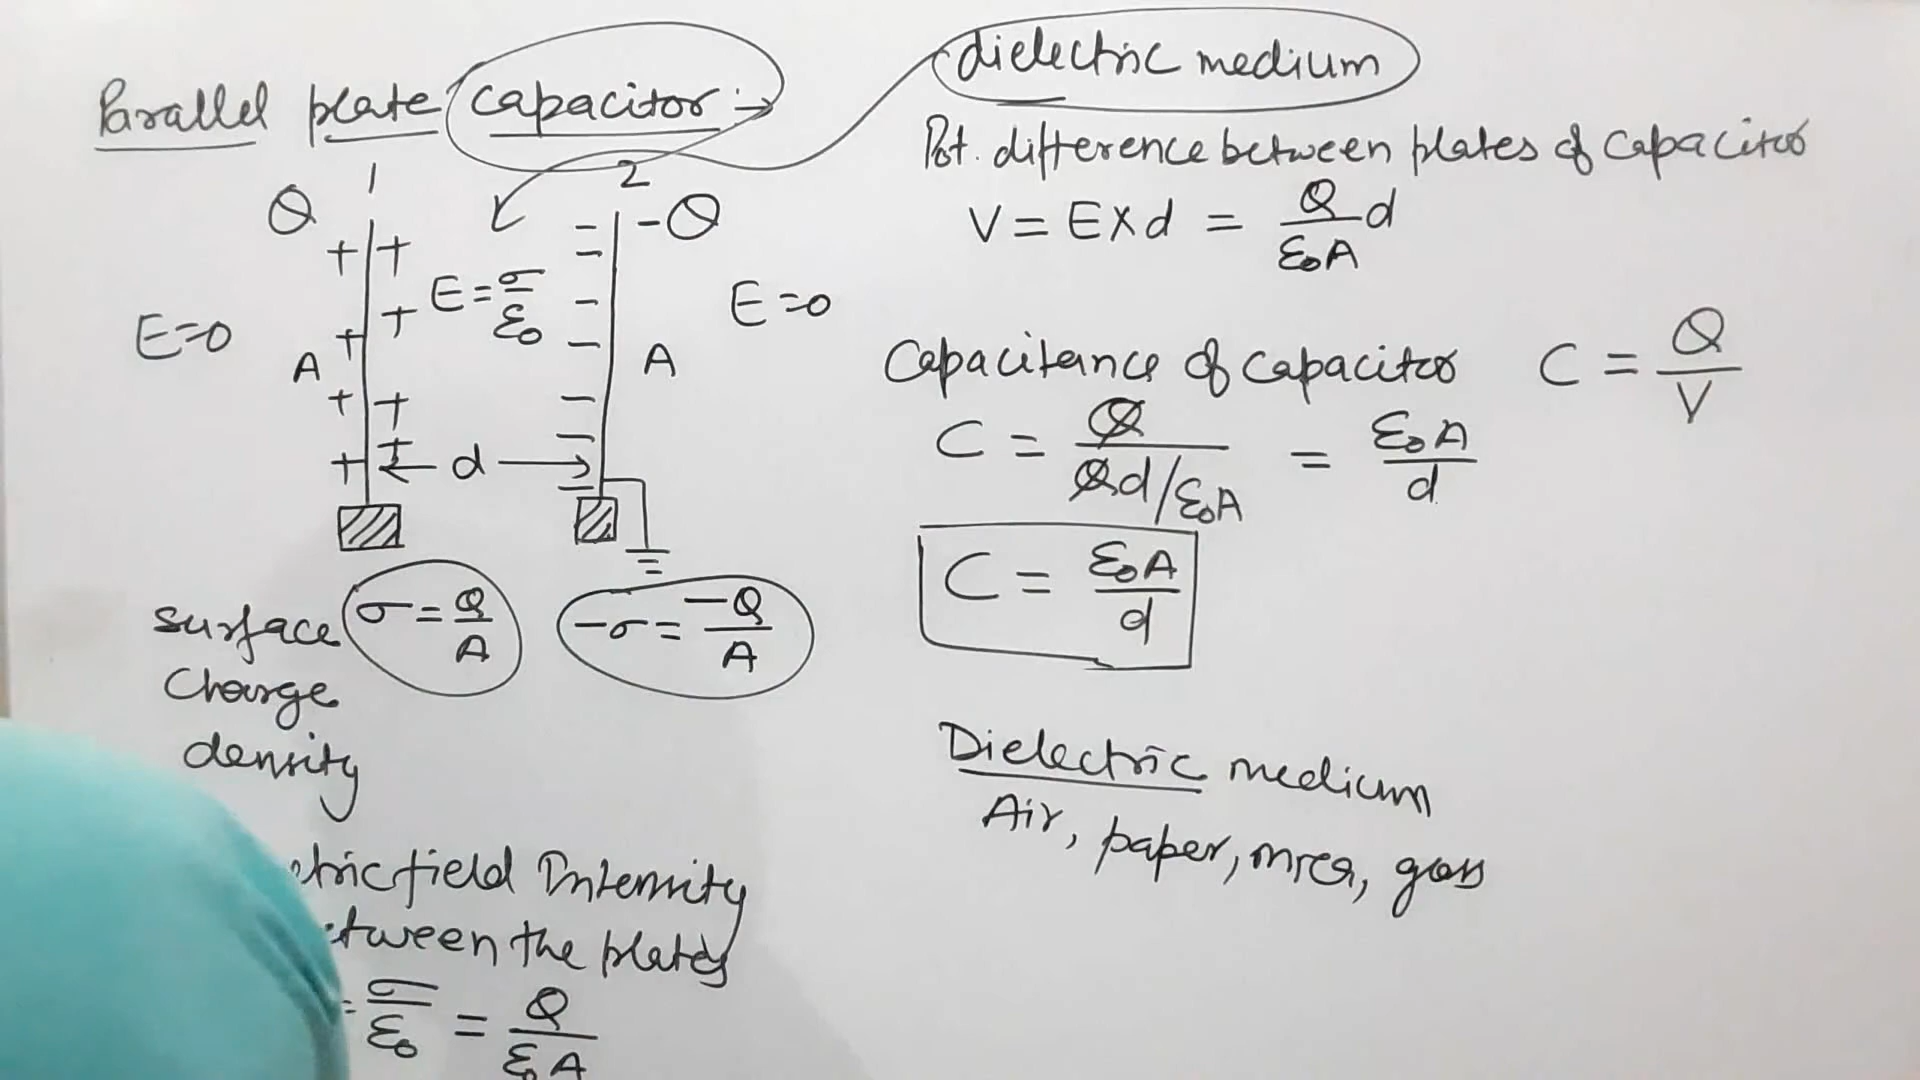 Parallel plate capacitor :→
1 2
Q -Q
+ + + + + + + + +
E=0
A
E = σ/ε₀
← d →
A
E=0
surface
Charge
density
σ = Q/A
-σ = -Q/A
tric field Intensity
tween the plates
= σ/ε₀ = Q/ε₀A
dielectric medium
Pot. difference between plates of capacitor
V = E×d = Q/ε₀A d
Capacitance of capacitor C = Q/V
C = Q/Qd/ε₀A = ε₀A/d
C = ε₀A/d
Dielectric medium
Air, paper, mica,